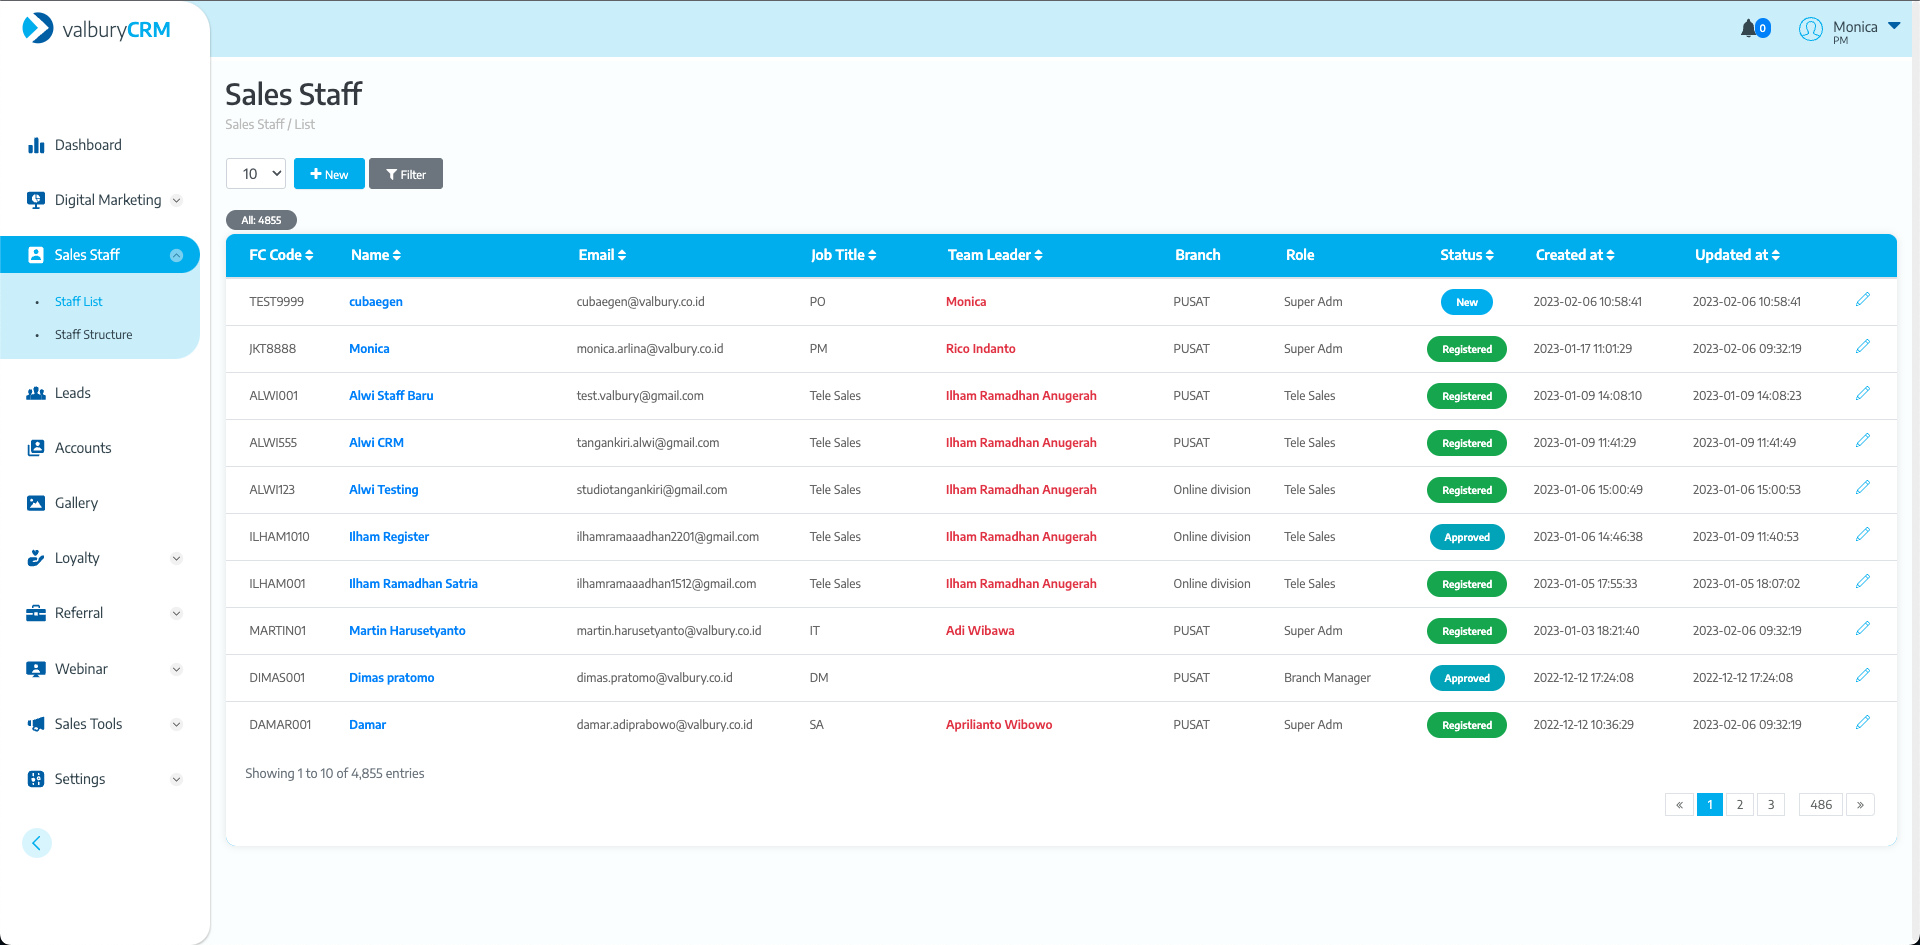 valburyCRM
0
Monica
PM
Dashboard
Digital Marketing
Sales Staff
Staff List
Staff Structure
Leads
Accounts
Gallery
Loyalty
Referral
Webinar
Sales Tools
Settings
Sales Staff
Sales Staff / List
10
New
Filter
All: 4855
FC Code Name Email Job Title Team Leader Branch Role Status Created at Updated at
TEST9999 cubaegen cubaegen@valbury.co.id PO Monica PUSAT Super Adm New 2023-02-06 10:58:41 2023-02-06 10:58:41
JKT8888 Monica monica.arlina@valbury.co.id PM Rico Indanto PUSAT Super Adm Registered 2023-01-17 11:01:29 2023-02-06 09:32:19
ALWI001 Alwi Staff Baru test.valbury@gmail.com Tele Sales Ilham Ramadhan Anugerah PUSAT Tele Sales Registered 2023-01-09 14:08:10 2023-01-09 14:08:23
ALWI555 Alwi CRM tangankiri.alwi@gmail.com Tele Sales Ilham Ramadhan Anugerah PUSAT Tele Sales Registered 2023-01-09 11:41:29 2023-01-09 11:41:49
ALWI123 Alwi Testing studiotangankiri@gmail.com Tele Sales Ilham Ramadhan Anugerah Online division Tele Sales Registered 2023-01-06 15:00:49 2023-01-06 15:00:53
ILHAM1010 Ilham Register ilhamramaaadhan2201@gmail.com Tele Sales Ilham Ramadhan Anugerah Online division Tele Sales Approved 2023-01-06 14:46:38 2023-01-09 11:40:53
ILHAM001 Ilham Ramadhan Satria ilhamramaaadhan1512@gmail.com Tele Sales Ilham Ramadhan Anugerah Online division Tele Sales Registered 2023-01-05 17:55:33 2023-01-05 18:07:02
MARTIN01 Martin Harusetyanto martin.harusetyanto@valbury.co.id IT Adi Wibawa PUSAT Super Adm Registered 2023-01-03 18:21:40 2023-02-06 09:32:19
DIMAS001 Dimas pratomo dimas.pratomo@valbury.co.id DM PUSAT Branch Manager Approved 2022-12-12 17:24:08 2022-12-12 17:24:08
DAMAR001 Damar damar.adiprabowo@valbury.co.id SA Aprilianto Wibowo PUSAT Super Adm Registered 2022-12-12 10:36:29 2023-02-06 09:32:19
Showing 1 to 10 of 4,855 entries
« 1 2 3 486 »